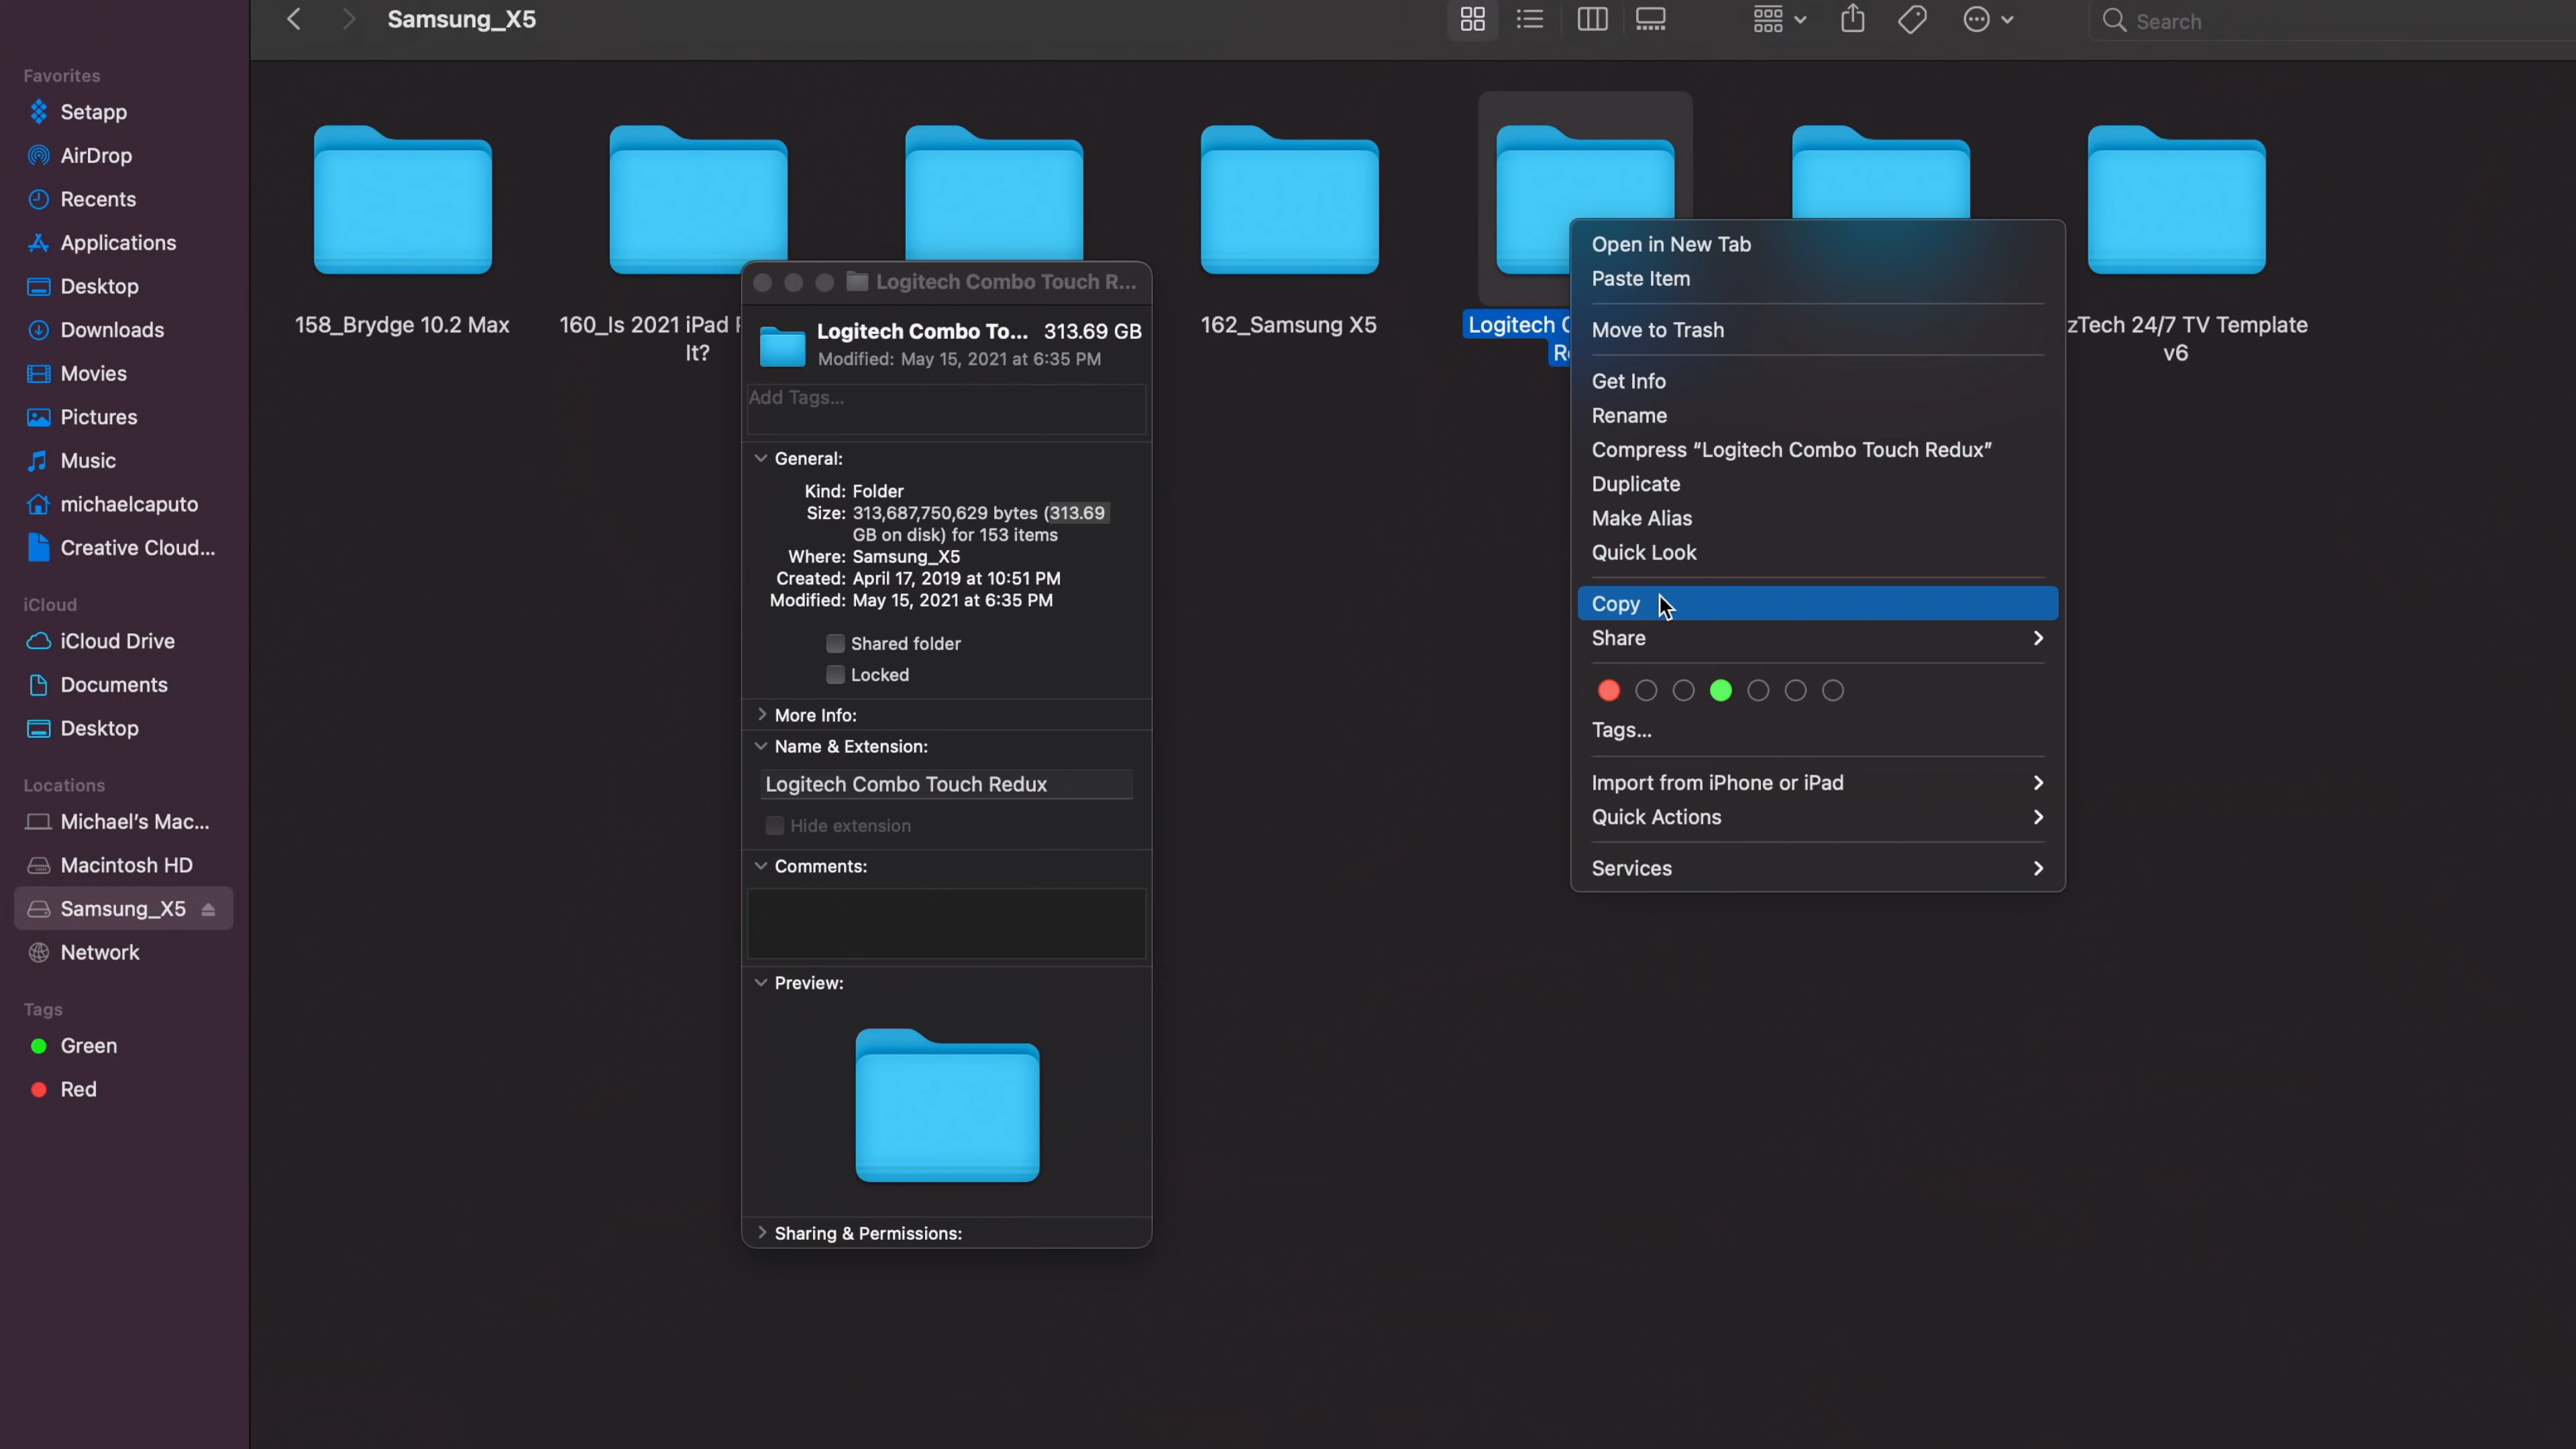 Samsung_X5
Search
Favorites
Setapp
AirDrop
Recents
Applications
Desktop
Downloads
Movies
Pictures
Music
michaelcaputo
Creative Cloud...
iCloud
iCloud Drive
Documents
Desktop
Locations
Michael's Mac...
Macintosh HD
Samsung_X5
Network
Tags
Green
Red
158_Brydge 10.2 Max
160_Is 2021 iPad
It?
162_Samsung X5
Logitech
zTech 24/7 TV Template
v6
Logitech Combo Touch R...
Logitech Combo To... 313.69 GB
Modified: May 15, 2021 at 6:35 PM
Add Tags...
General:
Kind: Folder
Size: 313,687,750,629 bytes (313.69
GB on disk) for 153 items
Where: Samsung_X5
Created: April 17, 2019 at 10:51 PM
Modified: May 15, 2021 at 6:35 PM
Shared folder
Locked
More Info:
Name & Extension:
Logitech Combo Touch Redux
Hide extension
Comments:
Preview:
Sharing & Permissions:
Open in New Tab
Paste Item
Move to Trash
Get Info
Rename
Compress “Logitech Combo Touch Redux”
Duplicate
Make Alias
Quick Look
Copy
Share
Tags...
Import from iPhone or iPad
Quick Actions
Services